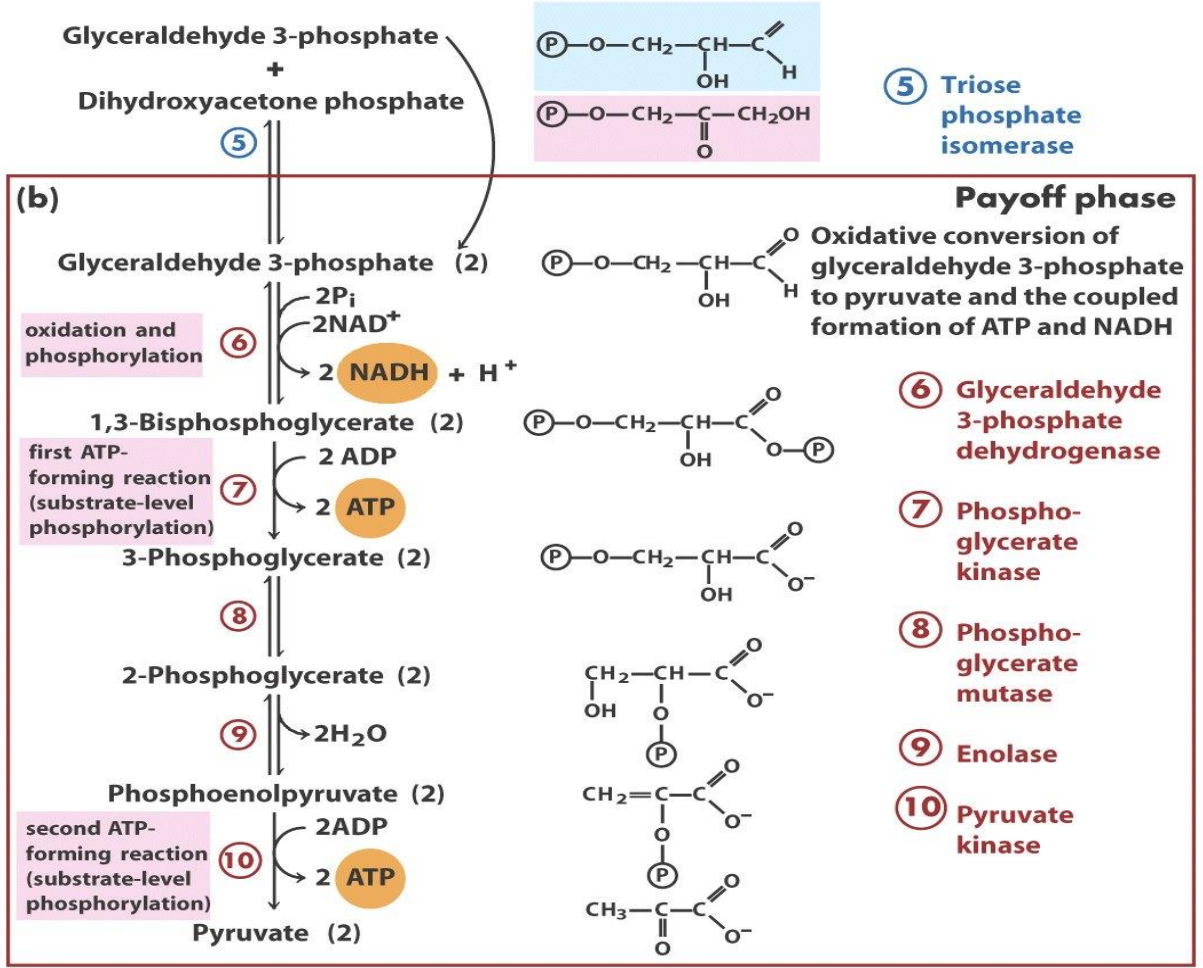 Glyceraldehyde 3-phosphate
+
Dihydroxyacetone phosphate
5
P—O—CH₂—CH—C
H
OH
P—O—CH₂—C—CH₂OH
O
5 Triose
phosphate
isomerase
(b)
Payoff phase
Oxidative conversion of
glyceraldehyde 3-phosphate
to pyruvate and the coupled
formation of ATP and NADH
Glyceraldehyde 3-phosphate (2)
P—O—CH₂—CH—C
O
H
OH
oxidation and
phosphorylation
6
2Pi
2NAD+
2 NADH + H+
6 Glyceraldehyde
3-phosphate
dehydrogenase
1,3-Bisphosphoglycerate (2)
P—O—CH₂—CH—C
O
OH
O—P
first ATP-
forming reaction
(substrate-level
phosphorylation)
7
2 ADP
2 ATP
7 Phospho-
glycerate
kinase
3-Phosphoglycerate (2)
P—O—CH₂—CH—C
O
OH
O−
8
8 Phospho-
glycerate
mutase
2-Phosphoglycerate (2)
CH₂—CH—C
O
O−
OH
O
P
9
2H₂O
9 Enolase
Phosphoenolpyruvate (2)
CH₂=C—C
O
O−
O
P
second ATP-
forming reaction
(substrate-level
phosphorylation)
10
2ADP
2 ATP
10 Pyruvate
kinase
Pyruvate (2)
CH₃—C—C
O
O−
O